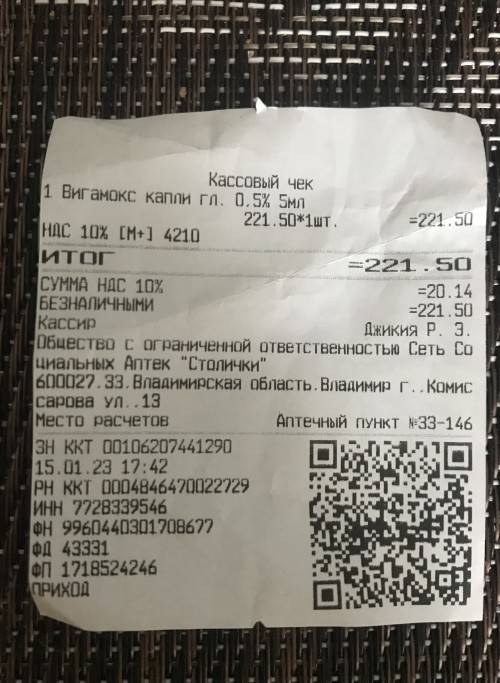 Кассовый чек
1 Вигамокс капли гл. 0.5% 5мл
221.50*1шт. =221.50
НДС 10% [М+] 4210
ИТОГ =221.50
СУММА НДС 10% =20.14
БЕЗНАЛИЧНЫМИ =221.50
Кассир Джикия Р. Э.
Общество с ограниченной ответственностью Сеть Со
циальных Аптек "Столички"
600027.33.Владимирская область.Владимир г..Комис
сарова ул..13
Место расчетов Аптечный пункт №33-146
ЗН ККТ 00106207441290
15.01.23 17:42
РН ККТ 0004846470022729
ИНН 7728339546
ФН 9960440301708677
ФД 43331
ФП 1718524246
ПРИХОД